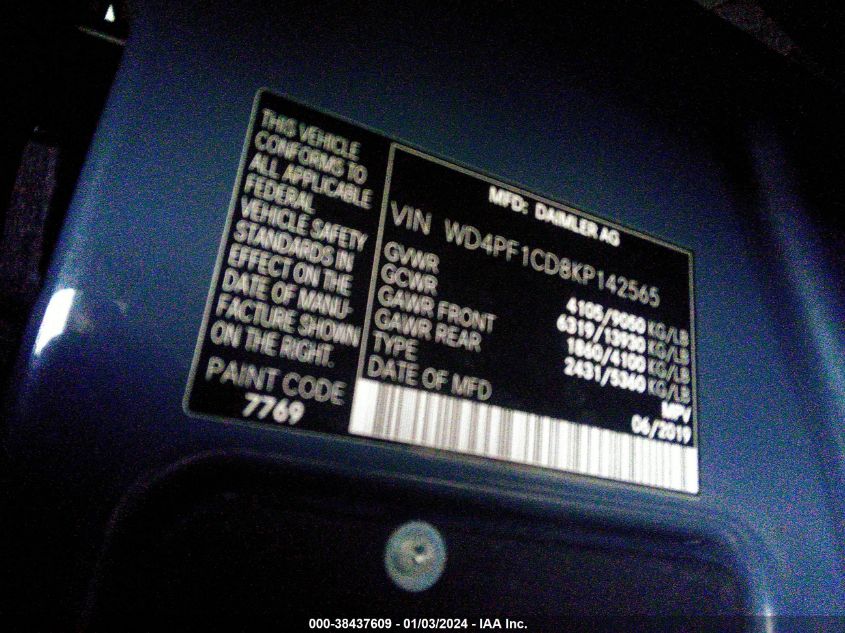 THIS VEHICLE
CONFORMS TO
ALL APPLICABLE
FEDERAL
VEHICLE SAFETY
STANDARDS IN
EFFECT ON THE
DATE OF MANU-
FACTURE SHOWN
ON THE RIGHT.
PAINT CODE
7769
MFD: DAIMLER AG
VIN WD4PF1CD8KP142565
GVWR 4105/9050 KG/LB
GCWR 6319/13930 KG/LB
GAWR FRONT 1860/4100 KG/LB
GAWR REAR 2431/5360 KG/LB
TYPE MPV
DATE OF MFD 06/2019
000-38437609 - 01/03/2024 - IAA Inc.